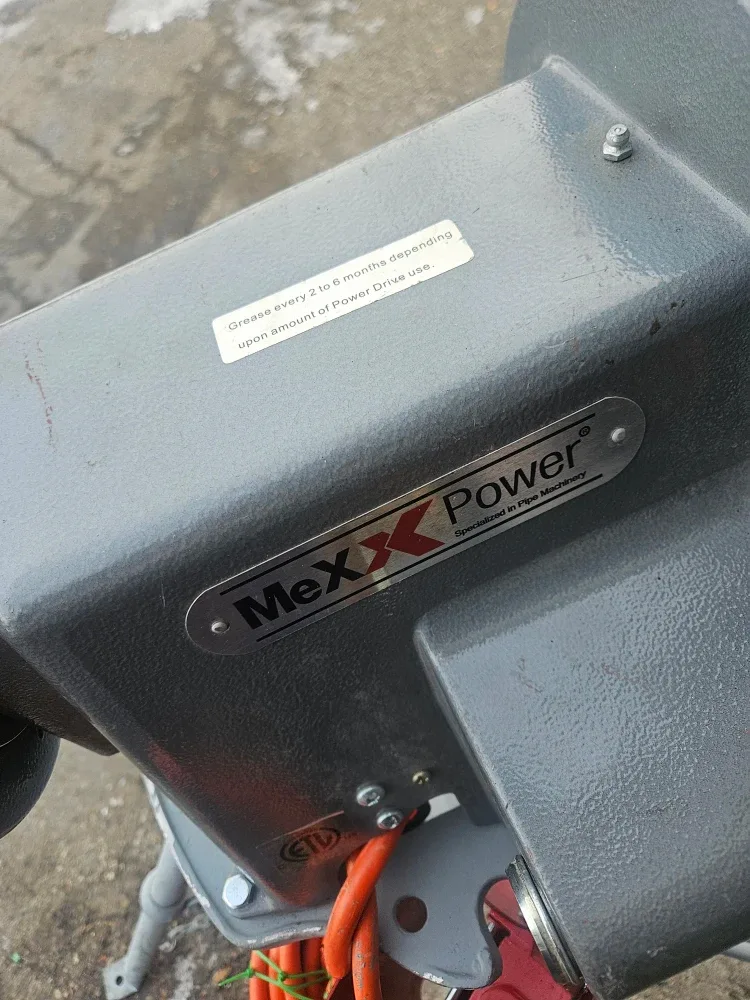 Grease every 2 to 6 months depending
upon amount of Power Drive use.
MeXX Power®
Specialized in Pipe Machinery
ETL